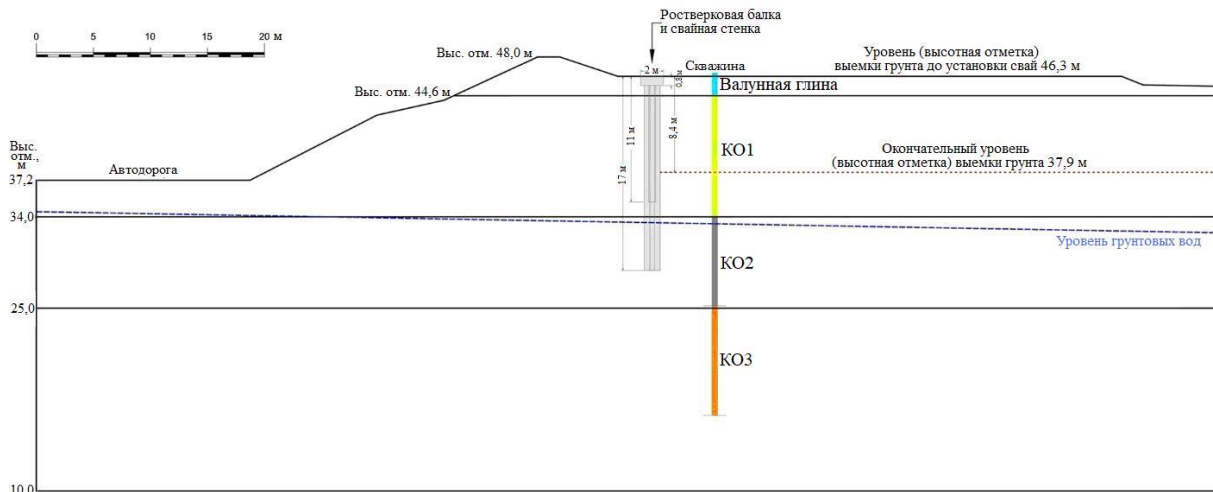 Ростверковая балка
и свайная стенка
0 5 10 15 20 м
Выс. отм. 48,0 м
2 м
Скважина
Уровень (высотная отметка)
выемки грунта до установки свай 46,3 м
0,8 м
Валунная глина
Выс. отм. 44,6 м
8,4 м
11 м
17 м
КО1
Окончательный уровень
(высотная отметка) выемки грунта 37,9 м
Выс.
отм.,
м
37,2
Автодорога
34,0
Уровень грунтовых вод
КО2
25,0
КО3
10,0